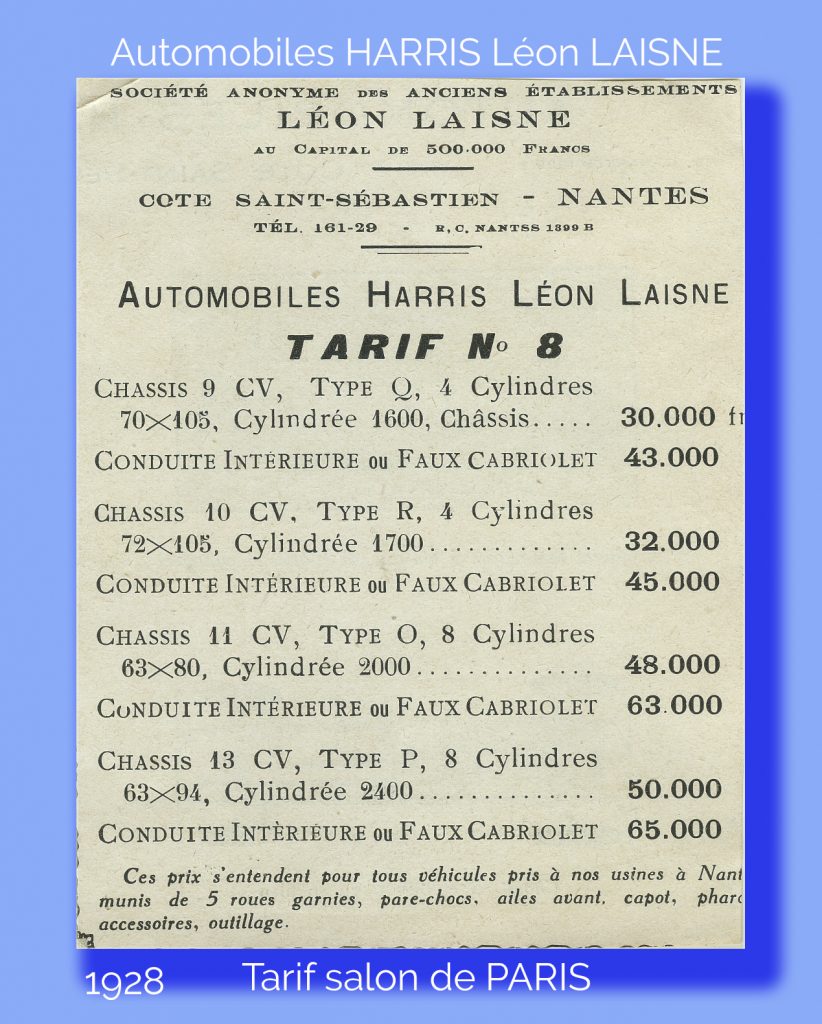 Automobiles HARRIS Léon LAISNE
SOCIÉTÉ ANONYME DES ANCIENS ÉTABLISSEMENTS
LÉON LAISNE
AU CAPITAL DE 500.000 FRANCS
COTE SAINT-SÉBASTIEN - NANTES
TÉL. 161-29 - R, C. NANTSS 1899 B
AUTOMOBILES HARRIS LÉON LAISNE
TARIF No 8
CHASSIS 9 CV, TYPE Q, 4 Cylindres
70×105, Cylindrée 1600, Châssis..... 30.000 fr
CONDUITE INTÉRIEURE ou FAUX CABRIOLET 43.000
CHASSIS 10 CV, TYPE R, 4 Cylindres
72×105, Cylindrée 1700............. 32.000
CONDUITE INTÉRIEURE ou FAUX CABRIOLET 45.000
CHASSIS 11 CV, TYPE O, 8 Cylindres
63×80, Cylindrée 2000.............. 48.000
CONDUITE INTÉRIEURE ou FAUX CABRIOLET 63.000
CHASSIS 13 CV, TYPE P, 8 Cylindres
63×94, Cylindrée 2400.............. 50.000
CONDUITE INTÈRIÉURE ou FAUX CABRIOLET 65.000
Ces prix s'entendent pour tous véhicules pris à nos usines à Nant
munis de 5 roues garnies, pare-chocs, ailes avant, capot, phare
accessoires, outillage.
1928 Tarif salon de PARIS